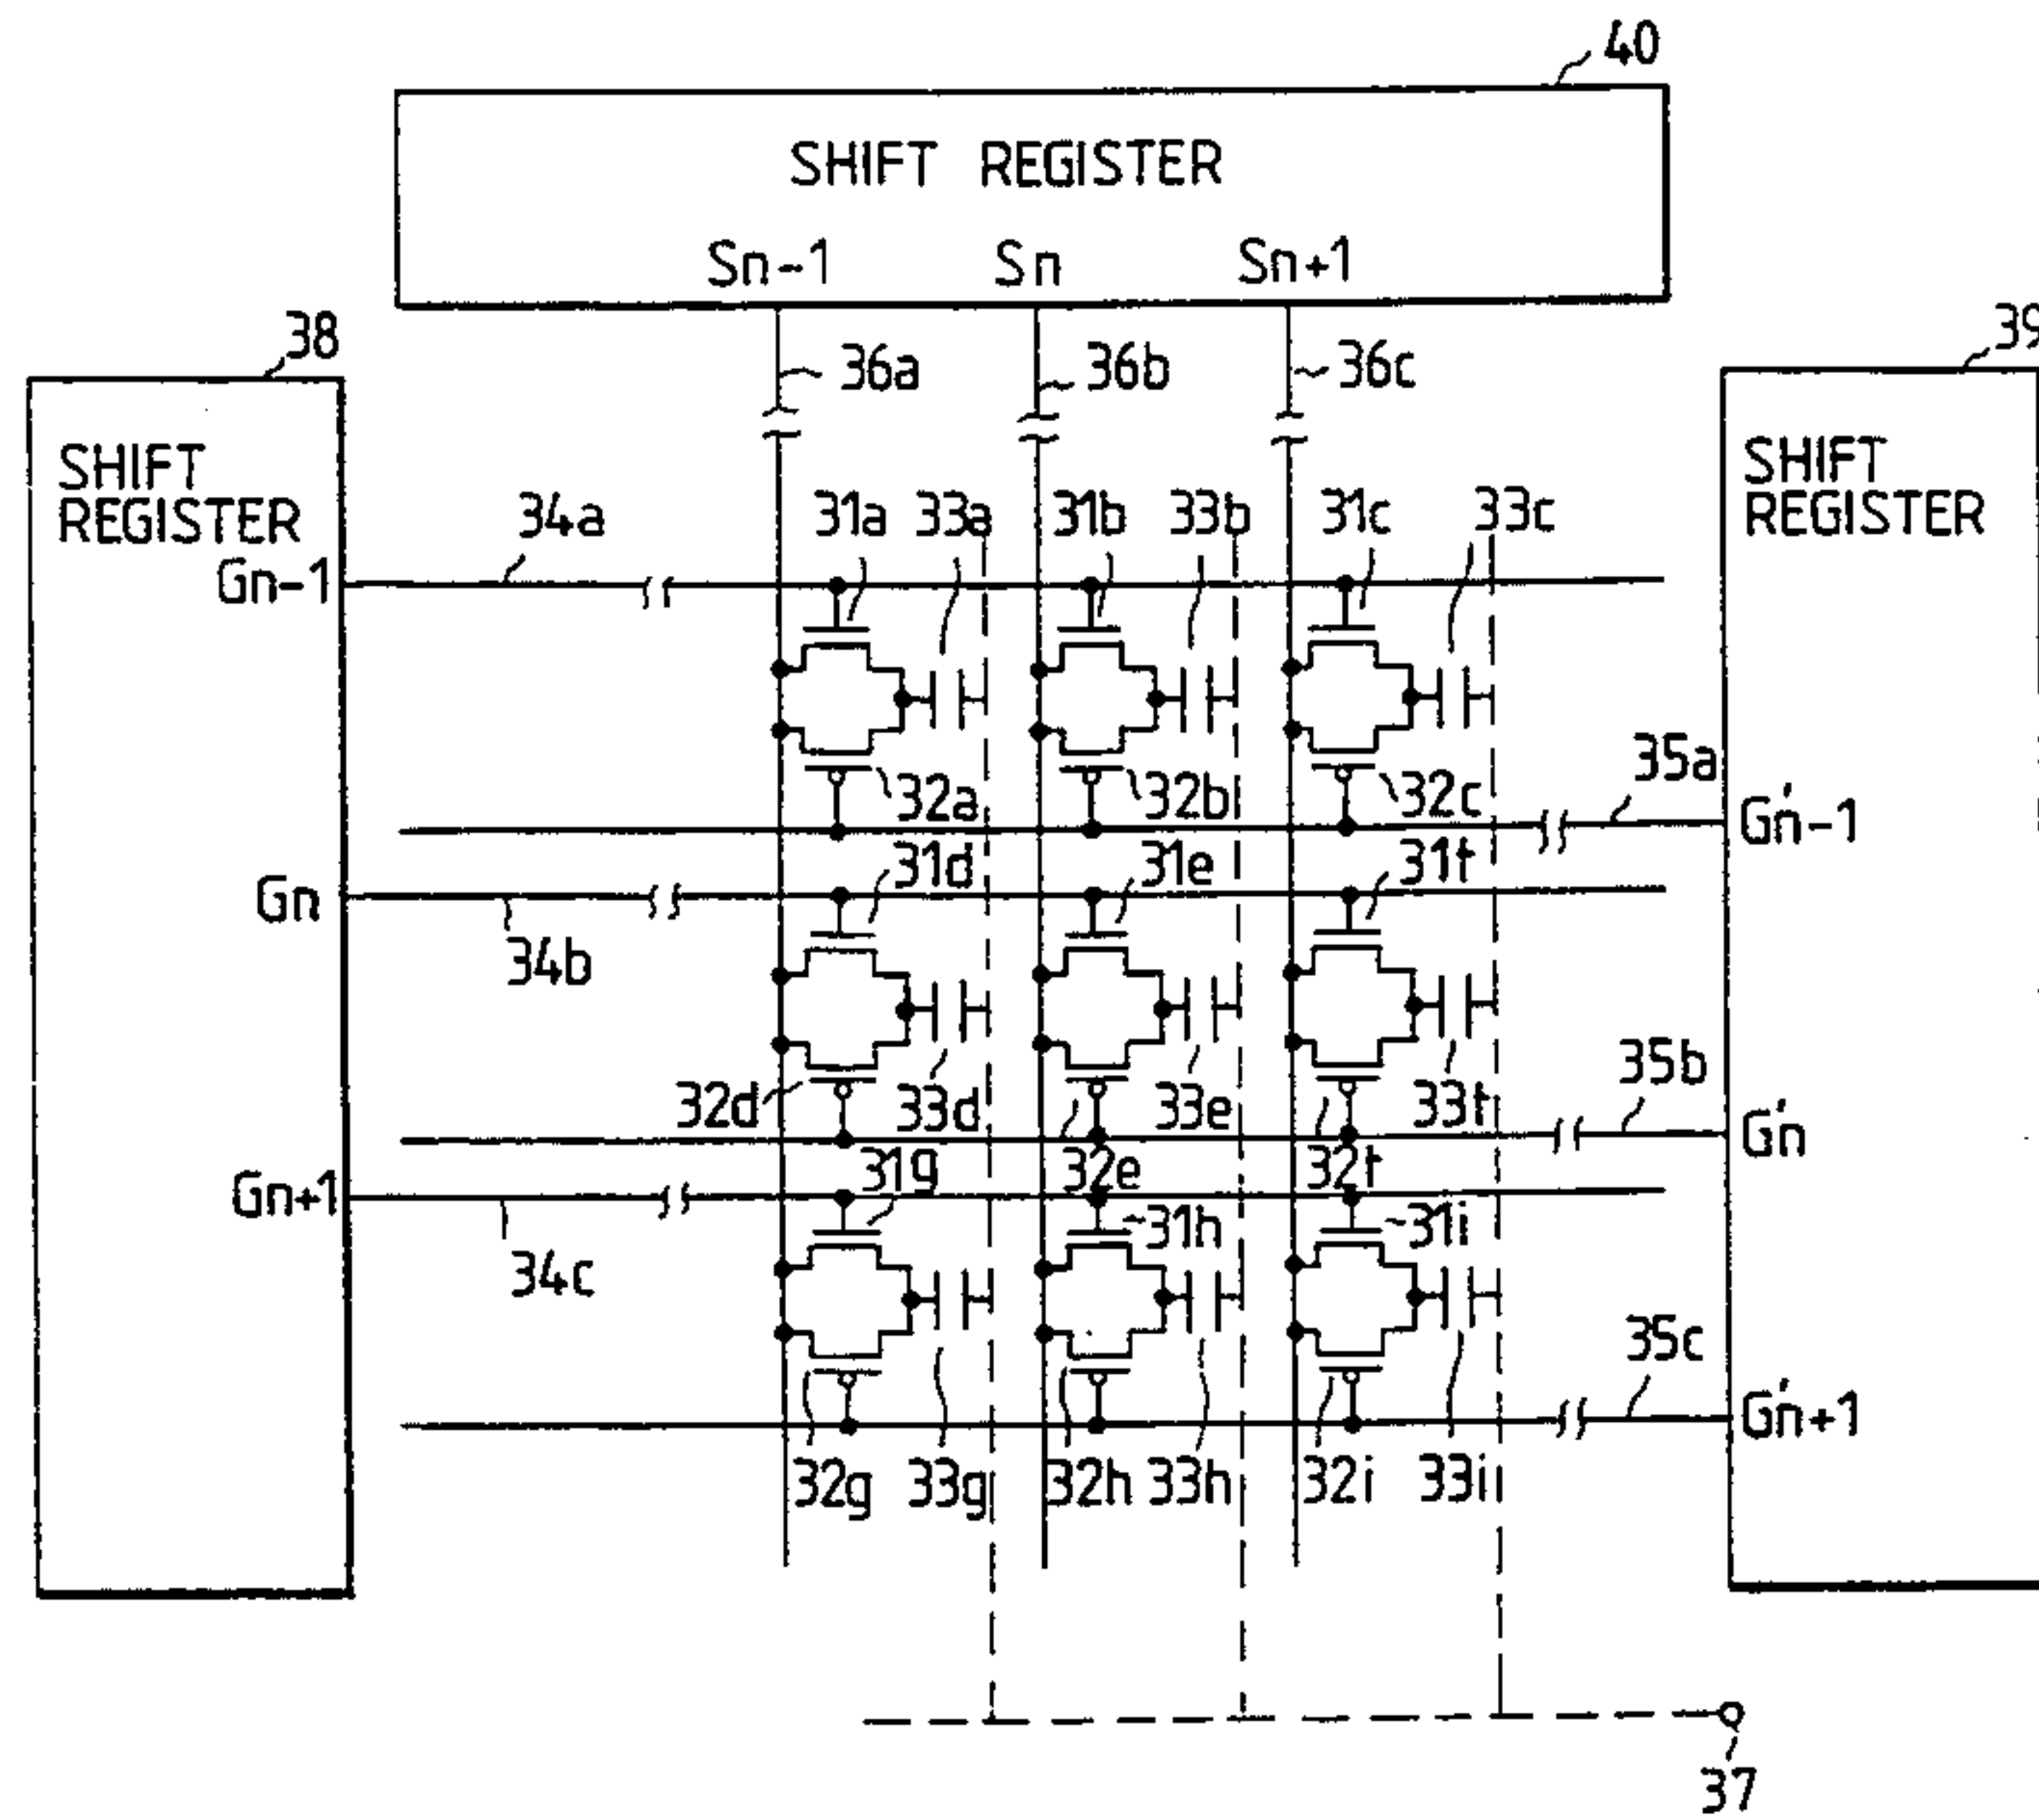 40
SHIFT REGISTER
Sn-1 Sn Sn+1
38
39
36a 36b 36c
SHIFT
REGISTER
SHIFT
REGISTER
34a 31a 33a 31b 33b 31c 33c
Gn-1
35a
32a 32b 32c
G'n-1
31d 31e 31f
Gn
34b
35b
32d 33d 33e 33f
G'n
31g 32e 32f
Gn+1
31h 31i
34c
35c
G'n+1
32g 33g 32h 33h 32i 33i
37